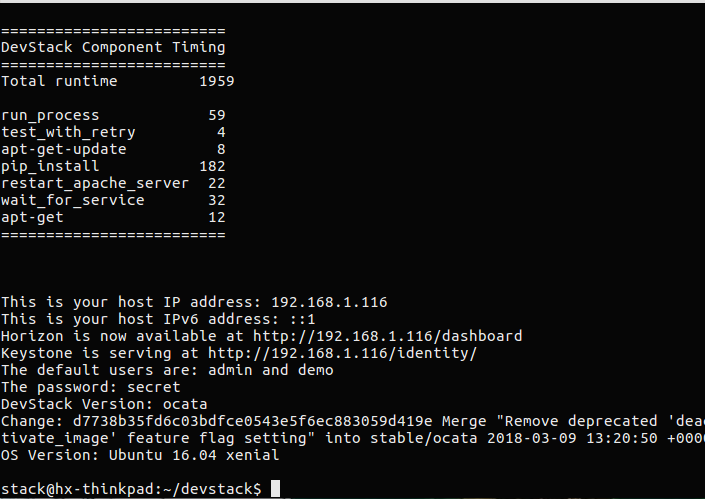 =========================
DevStack Component Timing
=========================
Total runtime         1959
run_process            59
test_with_retry         4
apt-get-update          8
pip_install           182
restart_apache_server  22
wait_for_service       32
apt-get                12
=========================
This is your host IP address: 192.168.1.116
This is your host IPv6 address: ::1
Horizon is now available at http://192.168.1.116/dashboard
Keystone is serving at http://192.168.1.116/identity/
The default users are: admin and demo
The password: secret
DevStack Version: ocata
Change: d7738b35fd6c03bdfce0543e5f6ec883059d419e Merge "Remove deprecated 'deac
tivate_image' feature flag setting" into stable/ocata 2018-03-09 13:20:50 +000
OS Version: Ubuntu 16.04 xenial
stack@hx-thinkpad:~/devstack$